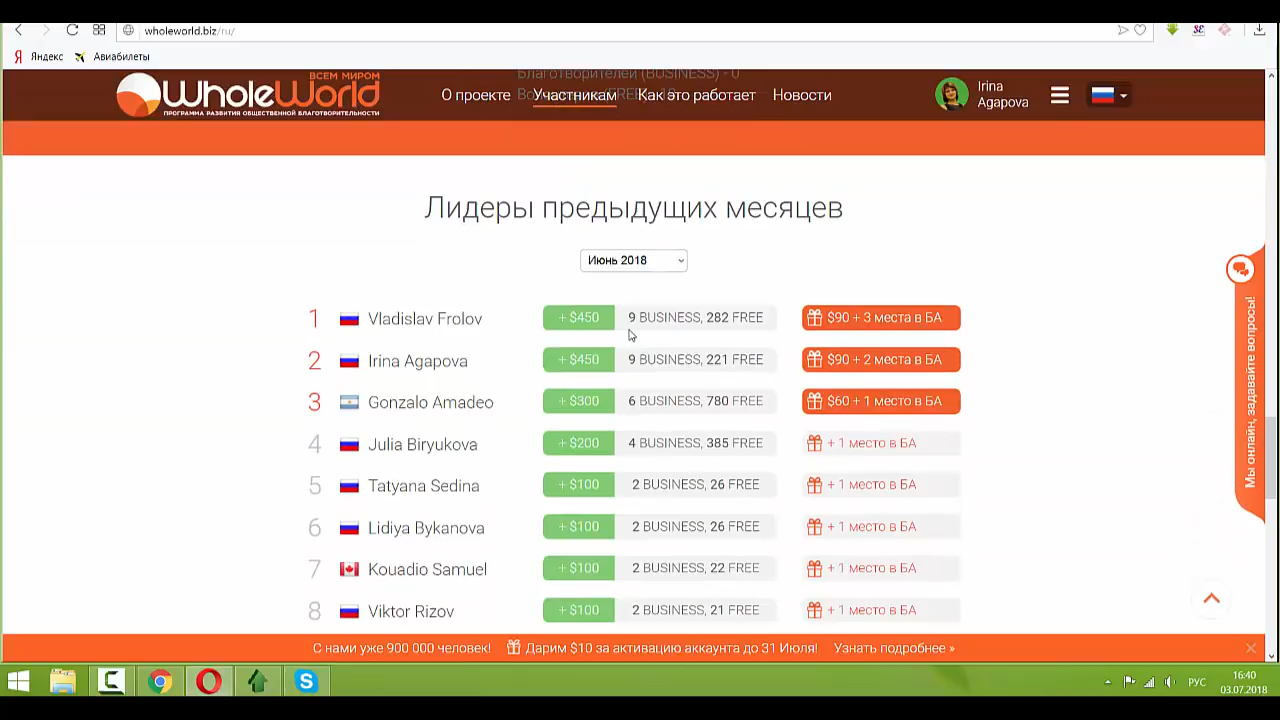 wholeworld.biz/ru/
Яндекс Авиабилеты
Благотворителей (BUSINESS) - 0
ВСЕМ МИРОМ
WholeWorld
ПРОГРАММА РАЗВИТИЯ ОБЩЕСТВЕННОЙ БЛАГОТВОРИТЕЛЬНОСТИ
О проекте Участникам Как это работает Новости
Irina
Agapova
Лидеры предыдущих месяцев
Июнь 2018
1 Vladislav Frolov + $450 9 BUSINESS, 282 FREE $90 + 3 места в БА
2 Irina Agapova + $450 9 BUSINESS, 221 FREE $90 + 2 места в БА
3 Gonzalo Amadeo + $300 6 BUSINESS, 780 FREE $60 + 1 место в БА
4 Julia Biryukova + $200 4 BUSINESS, 385 FREE + 1 место в БА
5 Tatyana Sedina + $100 2 BUSINESS, 26 FREE + 1 место в БА
6 Lidiya Bykanova + $100 2 BUSINESS, 26 FREE + 1 место в БА
7 Kouadio Samuel + $100 2 BUSINESS, 22 FREE + 1 место в БА
8 Viktor Rizov + $100 2 BUSINESS, 21 FREE + 1 место в БА
Мы онлайн, задавайте вопросы!
С нами уже 900 000 человек! Дарим $10 за активацию аккаунта до 31 Июля! Узнать подробнее »
РУС
16:40
03.07.2018